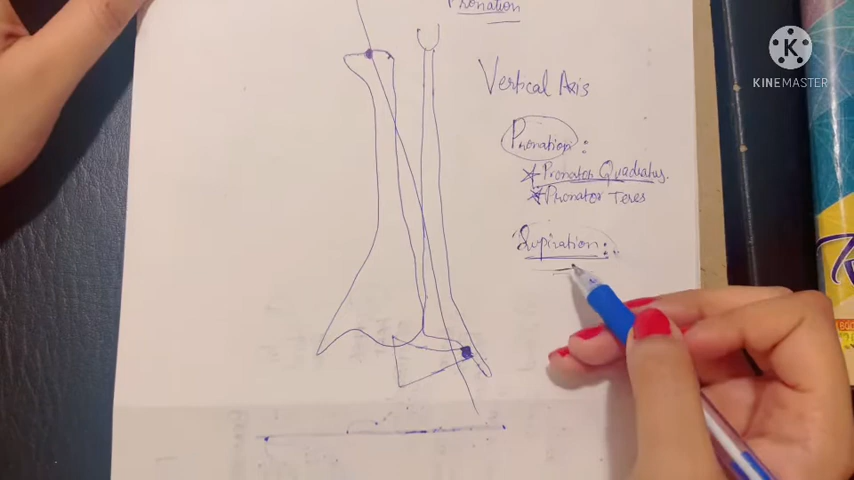 Pronation
Vertical Axis
Pronation :
Pronator Quadratus.
Pronator Teres
Supination :
KINEMASTER